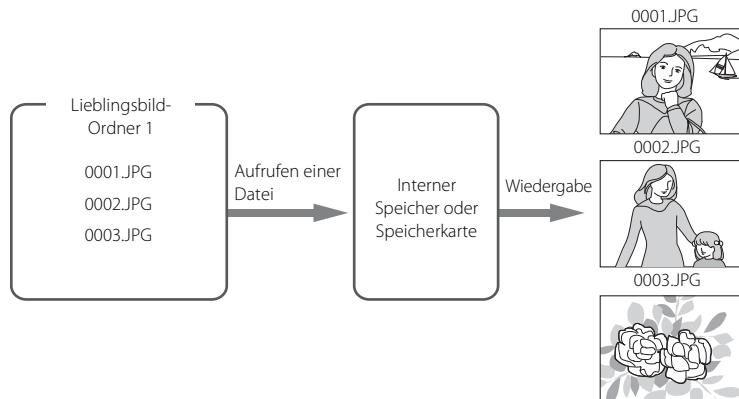 Lieblingsbild-
Ordner 1
0001.JPG
0002.JPG
0003.JPG
Aufrufen einer
Datei
Interner
Speicher oder
Speicherkarte
Wiedergabe
0001.JPG
0002.JPG
0003.JPG